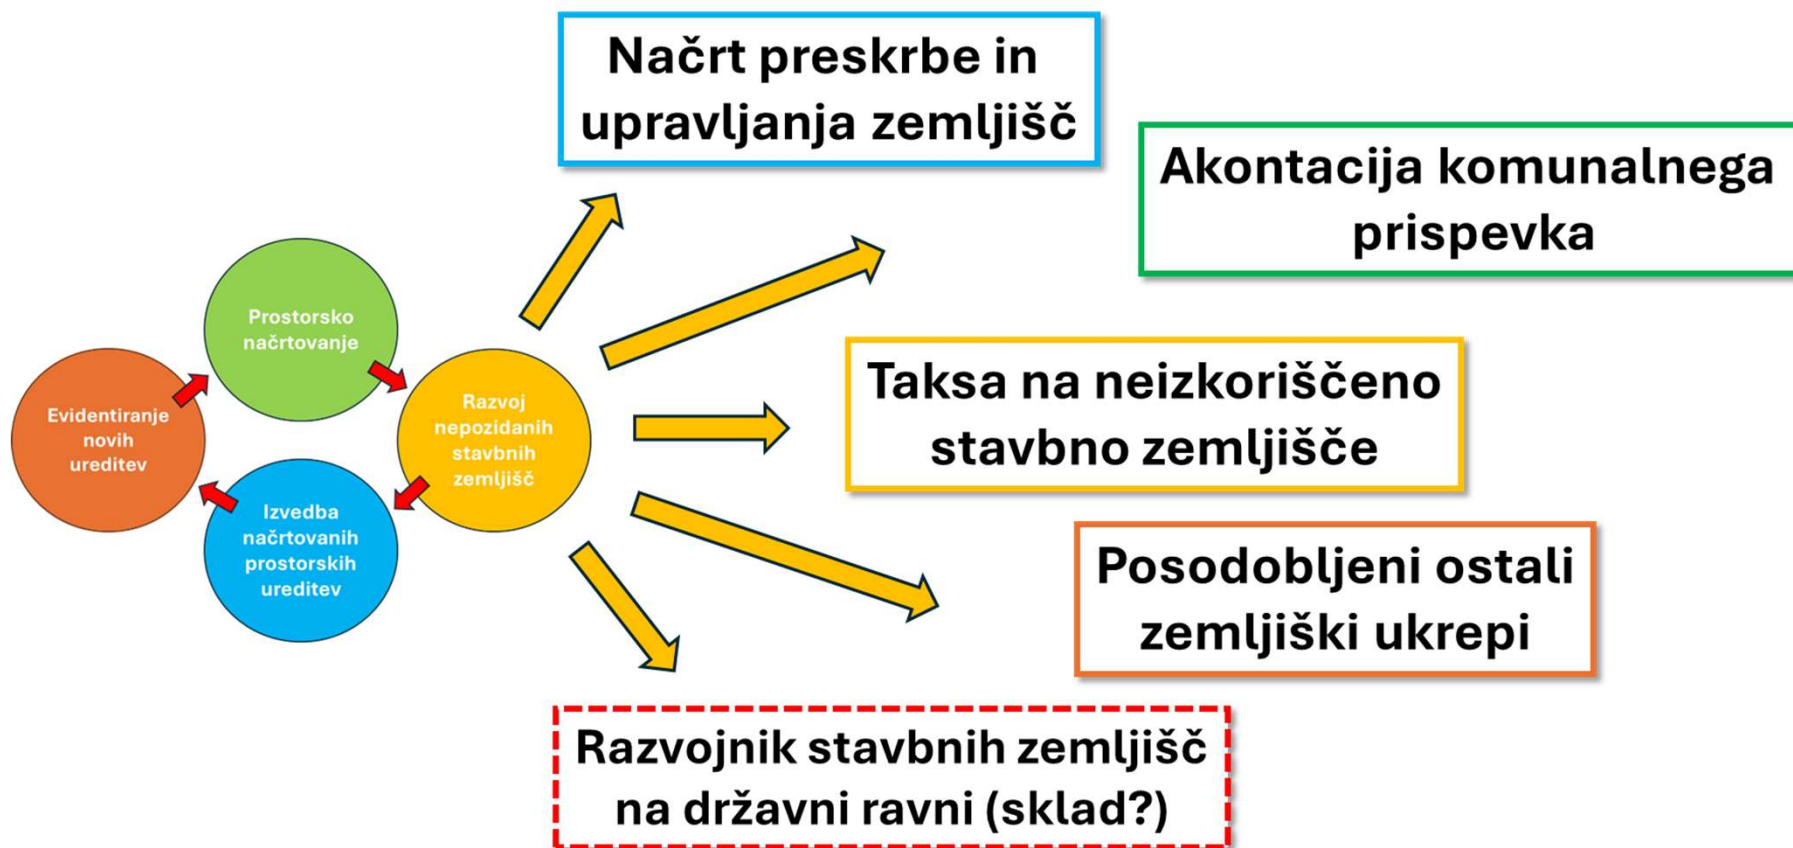 Načrt preskrbe in
upravljanja zemljišč
Akontacija komunalnega
prispevka
Prostorsko
načrtovanje
Evidentiranje
novih
ureditev
Razvoj
nepozidanih
stavbnih
zemljišč
Izvedba
načrtovanih
prostorskih
ureditev
Taksa na neizkoriščeno
stavbno zemljišče
Posodobljeni ostali
zemljiški ukrepi
Razvojnik stavbnih zemljišč
na državni ravni (sklad?)